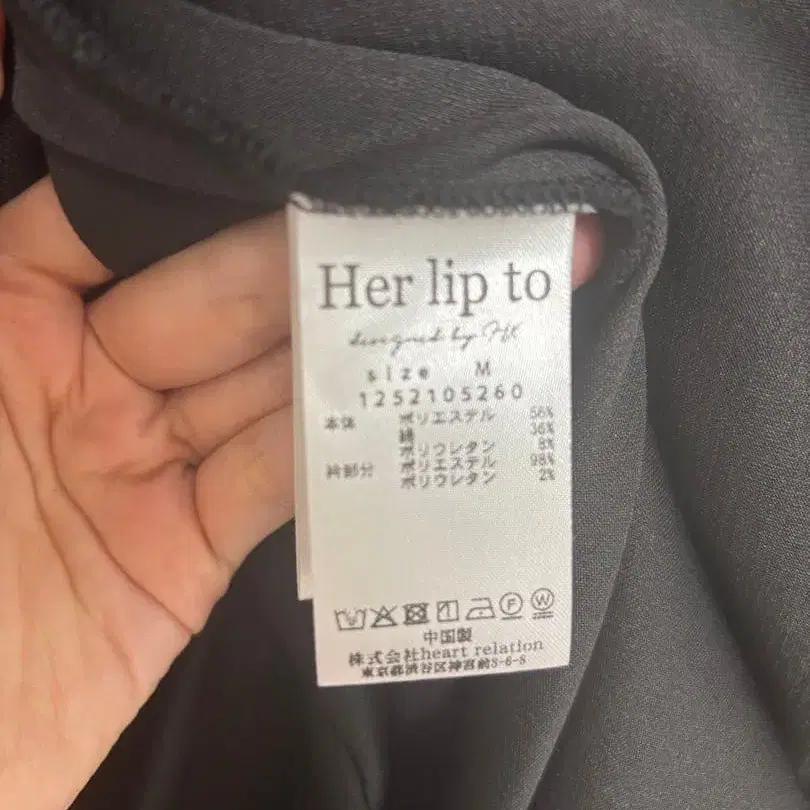 Her lip to
designed by HK
size M
1252105260
本体 ポリエステル 56%
綿 36%
ポリウレタン 8%
衿部分 ポリエステル 98%
ポリウレタン 2%
F W
中国製
株式会社heart relation
東京都渋谷区神宮前3-6-8